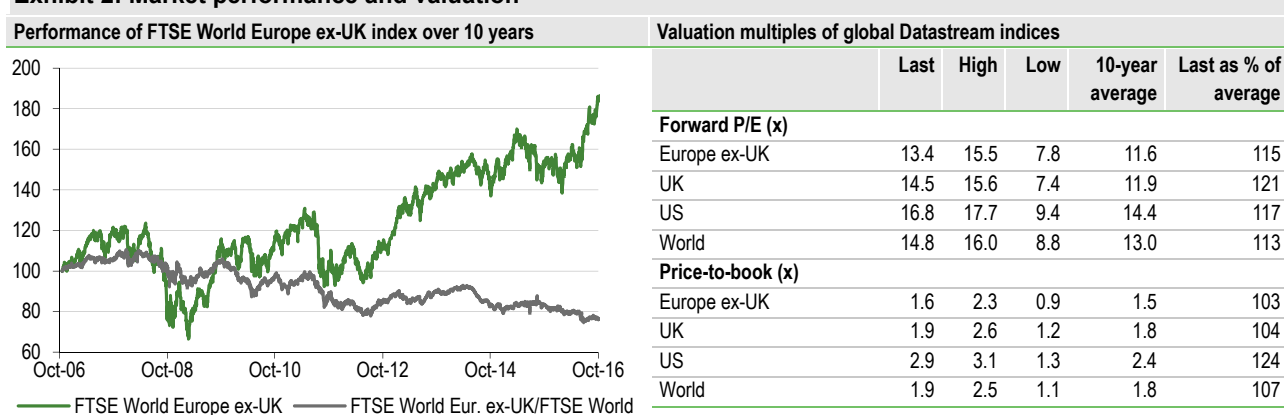 Performance of FTSE World Europe ex-UK index over 10 years
200
180
160
140
120
100
80
60
Oct-06 Oct-08 Oct-10 Oct-12 Oct-14 Oct-16
FTSE World Europe ex-UK FTSE World Eur. ex-UK/FTSE World
Valuation multiples of global Datastream indices
Last High Low 10-year average Last as % of average
Forward P/E (x)
Europe ex-UK 13.4 15.5 7.8 11.6 115
UK 14.5 15.6 7.4 11.9 121
US 16.8 17.7 9.4 14.4 117
World 14.8 16.0 8.8 13.0 113
Price-to-book (x)
Europe ex-UK 1.6 2.3 0.9 1.5 103
UK 1.9 2.6 1.2 1.8 104
US 2.9 3.1 1.3 2.4 124
World 1.9 2.5 1.1 1.8 107